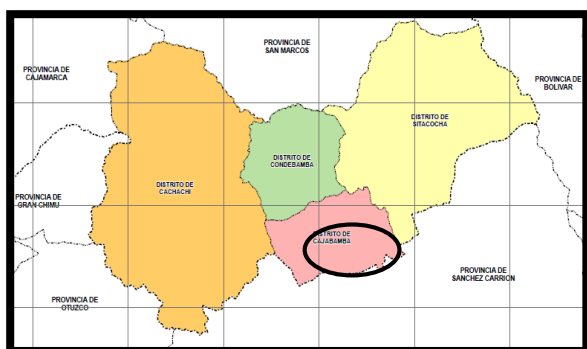 PROVINCIA DE
SAN MARCOS
PROVINCIA DE
CAJAMARCA
PROVINCIA DE
BOLIVAR
DISTRITO DE
SITACOCHA
DISTRITO DE
CONDEBAMBA
DISTRITO DE
CACHACHI
PROVINCIA DE
GRAN CHIMU
DISTRITO DE
CAJABAMBA
PROVINCIA DE
SANCHEZ CARRION
PROVINCIA DE
OTUZCO